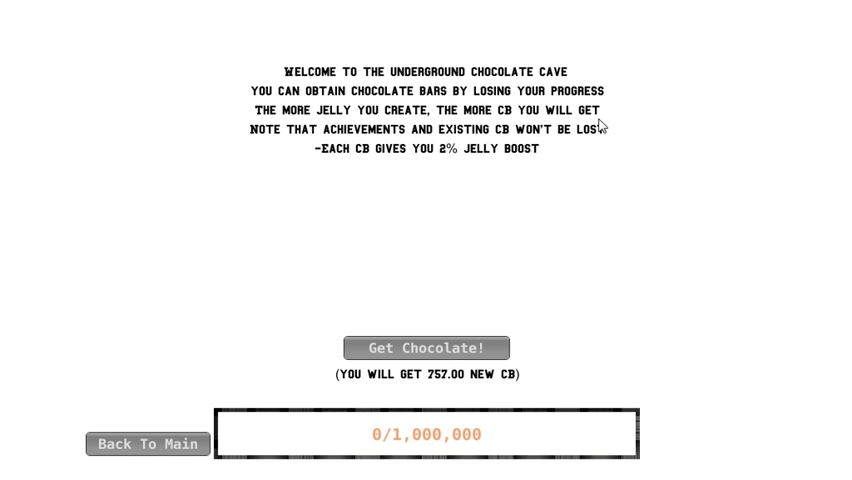 Welcome to the underground chocolate cave
You can obtain chocolate bars by losing your progress
The more jelly you create, the more CB you will get
Note that achievements and existing CB won't be lost
-Each CB gives you 2% jelly boost
Get Chocolate!
(You will get 757.00 new CB)
0/1,000,000
Back To Main